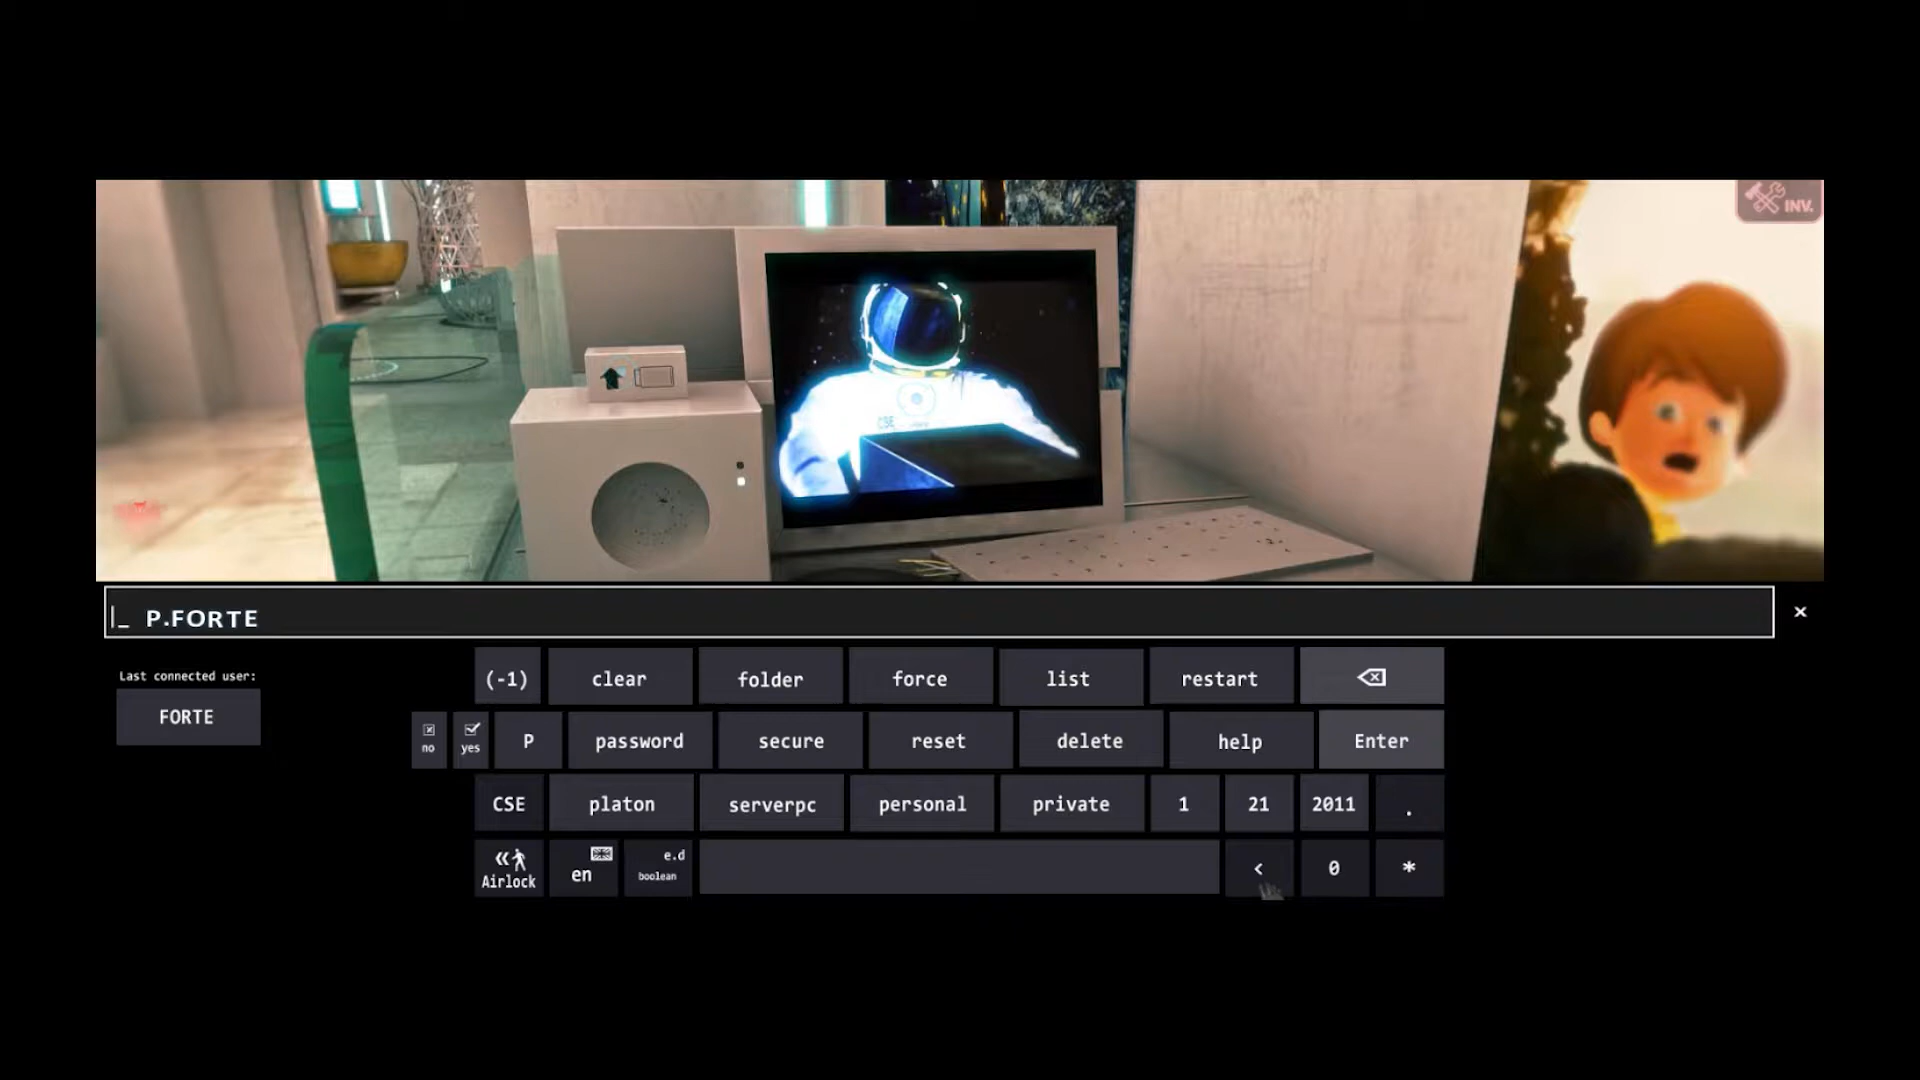 INV.
CSE
|_ P.FORTE ×
Last connected user:
FORTE
(-1) clear folder force list restart
no yes P password secure reset delete help Enter
CSE platon serverpc personal private 1 21 2011 .
« Airlock en e.d boolean < 0 *